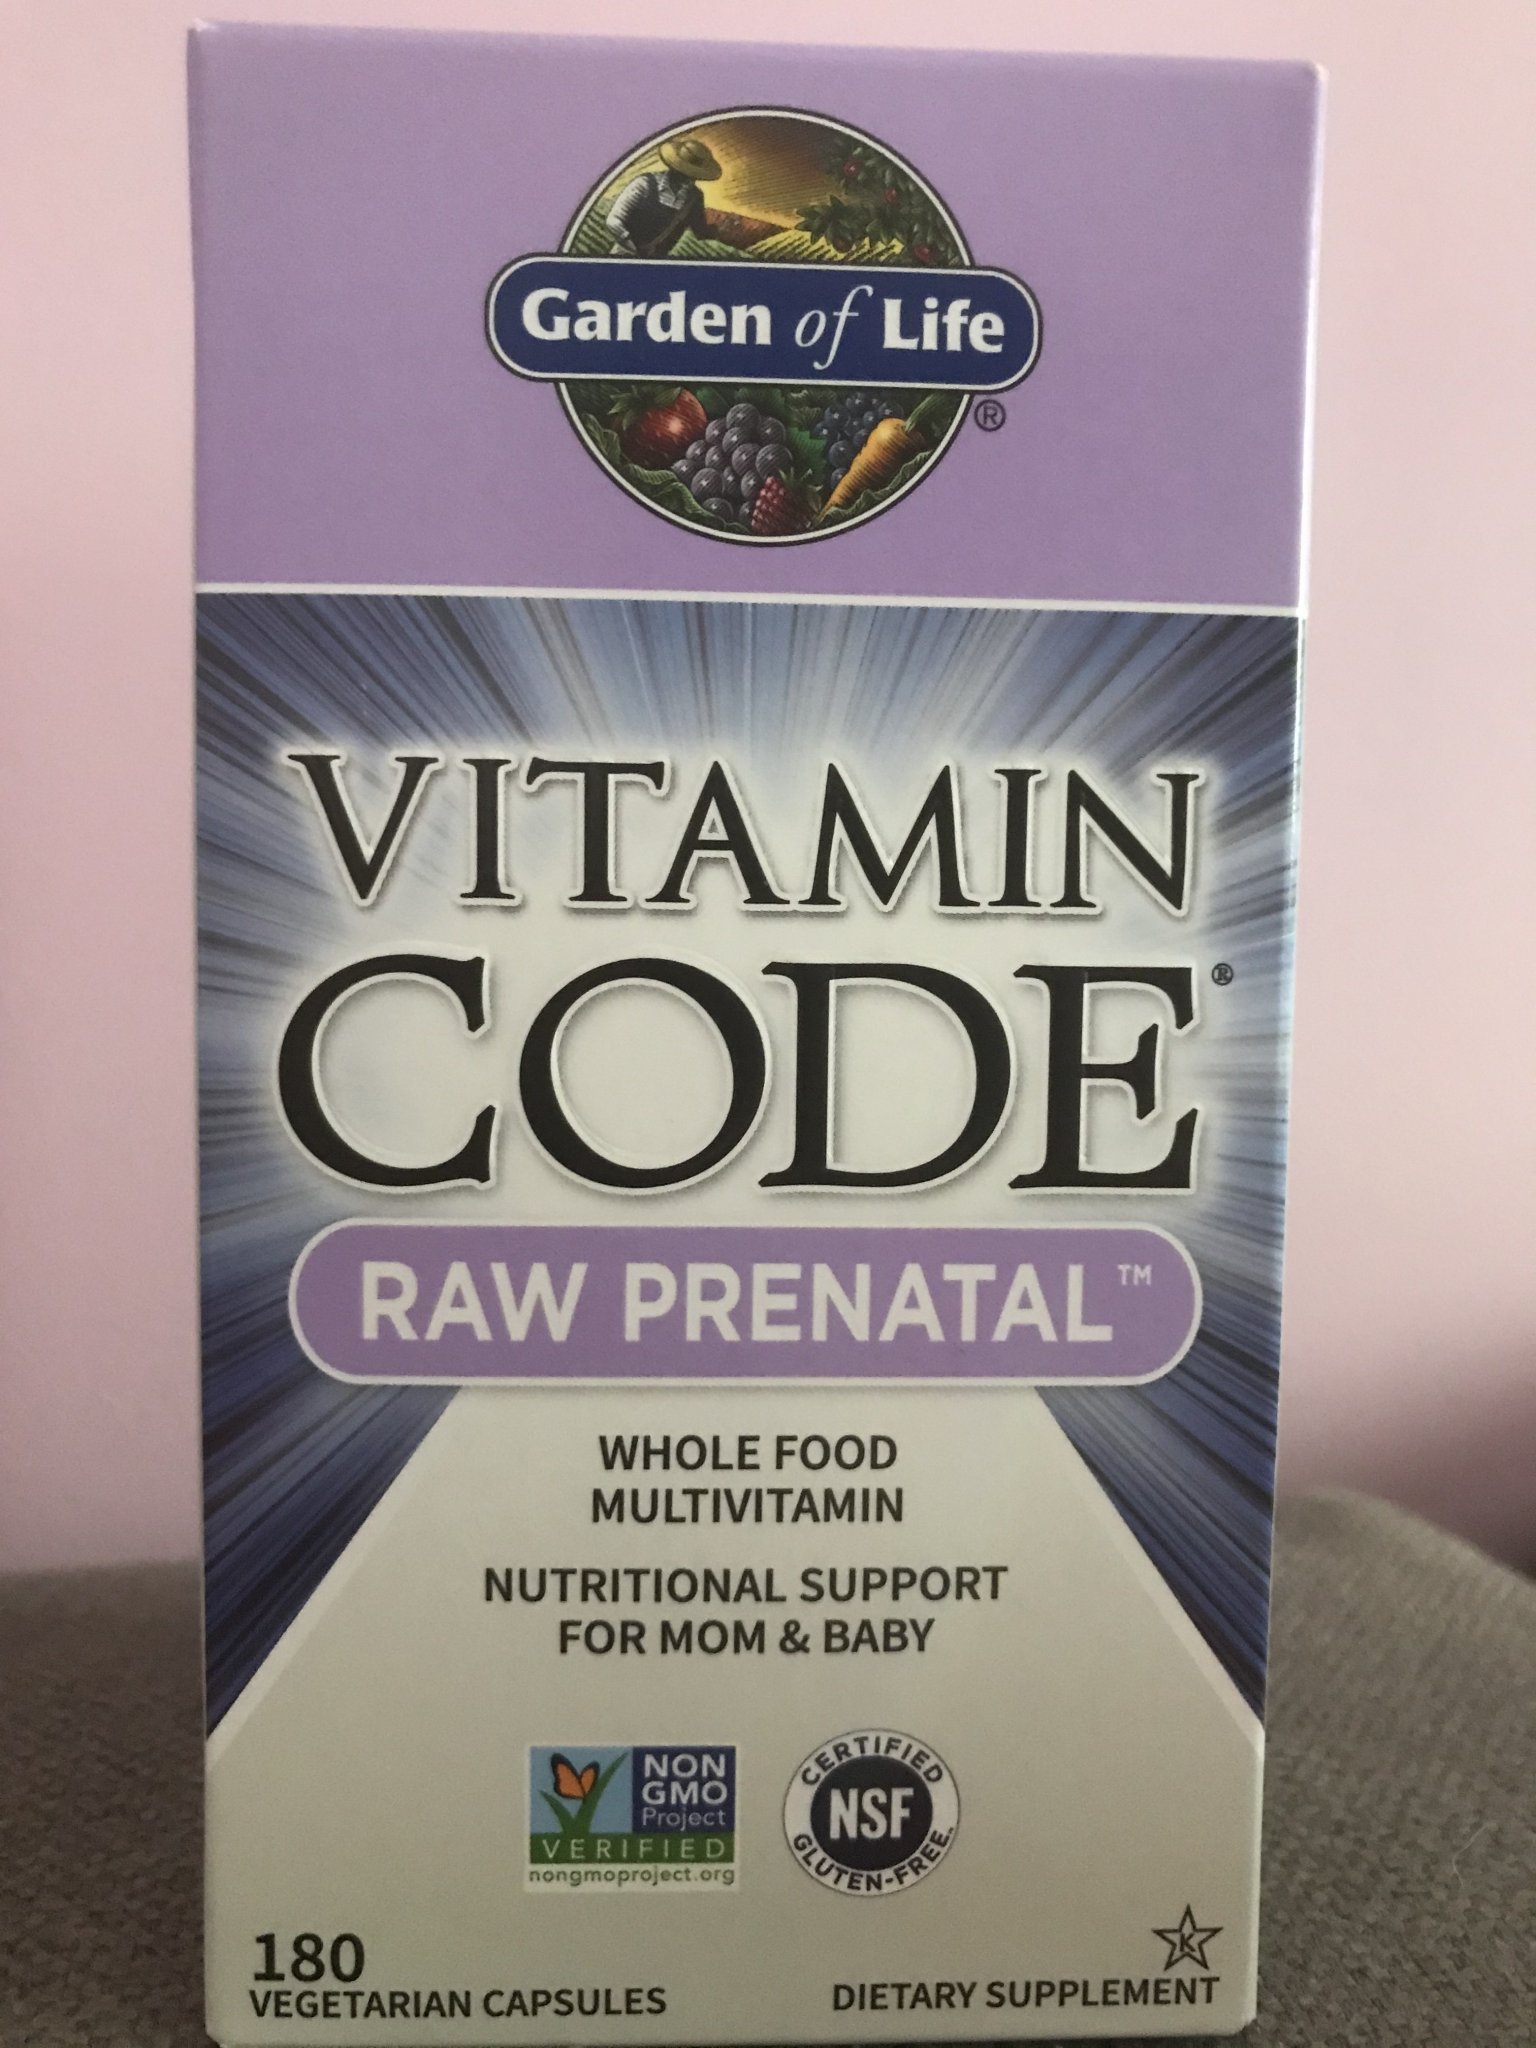 Garden of Life
®
VITAMIN
CODE®
RAW PRENATAL™
WHOLE FOOD
MULTIVITAMIN
NUTRITIONAL SUPPORT
FOR MOM & BABY
NON
GMO
Project
VERIFIED
nongmoproject.org
CERTIFIED
NSF
GLUTEN-FREE™
180
VEGETARIAN CAPSULES
K
DIETARY SUPPLEMENT